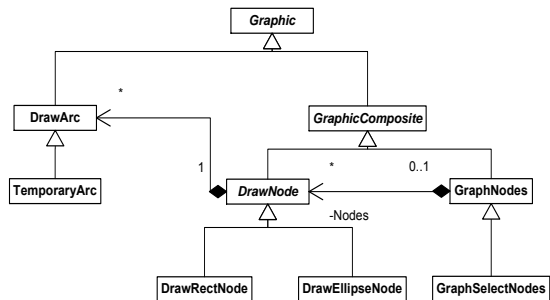 Graphic
*
DrawArc
GraphicComposite
1
*
0..1
TemporaryArc
DrawNode
GraphNodes
-Nodes
DrawRectNode
DrawEllipseNode
GraphSelectNodes